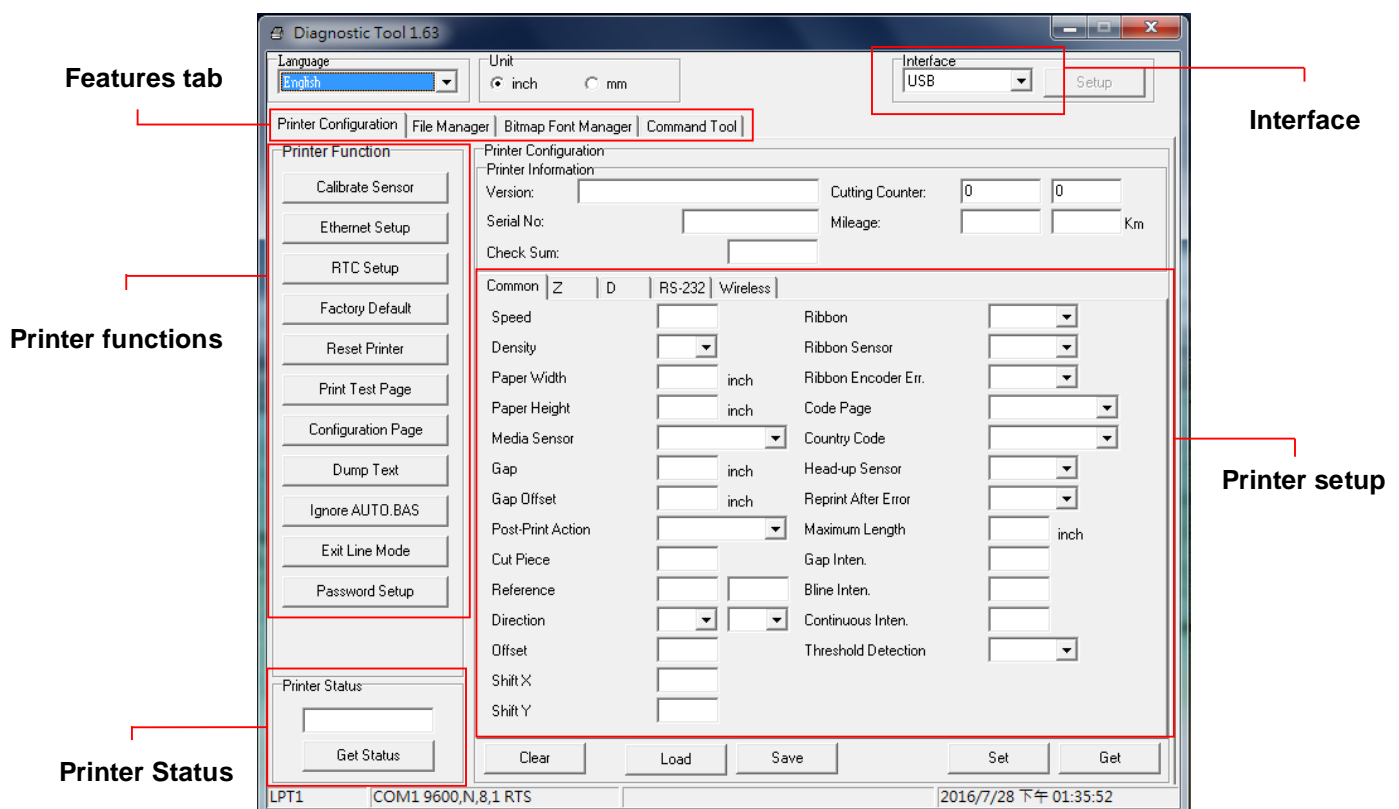 Diagnostic Tool 1.63
Language
English
Unit
inch
mm
Interface
USB
Setup
Features tab
Interface
Printer Configuration
File Manager
Bitmap Font Manager
Command Tool
Printer Function
Calibrate Sensor
Ethernet Setup
RTC Setup
Factory Default
Reset Printer
Print Test Page
Configuration Page
Dump Text
Ignore AUTO.BAS
Exit Line Mode
Password Setup
Printer functions
Printer Configuration
Printer Information
Version:
Cutting Counter: 0 0
Serial No:
Mileage: Km
Check Sum:
Common Z D RS-232 Wireless
Speed
Density
Paper Width inch
Paper Height inch
Media Sensor
Gap inch
Gap Offset inch
Post-Print Action
Cut Piece
Reference
Direction
Offset
Shift X
Shift Y
Ribbon
Ribbon Sensor
Ribbon Encoder Err.
Code Page
Country Code
Head-up Sensor
Reprint After Error
Maximum Length inch
Gap Inten.
Bline Inten.
Continuous Inten.
Threshold Detection
Printer setup
Printer Status
Get Status
Printer Status
Clear
Load
Save
Set
Get
LPT1
COM1 9600,N,8,1 RTS
2016/7/28 下午 01:35:52